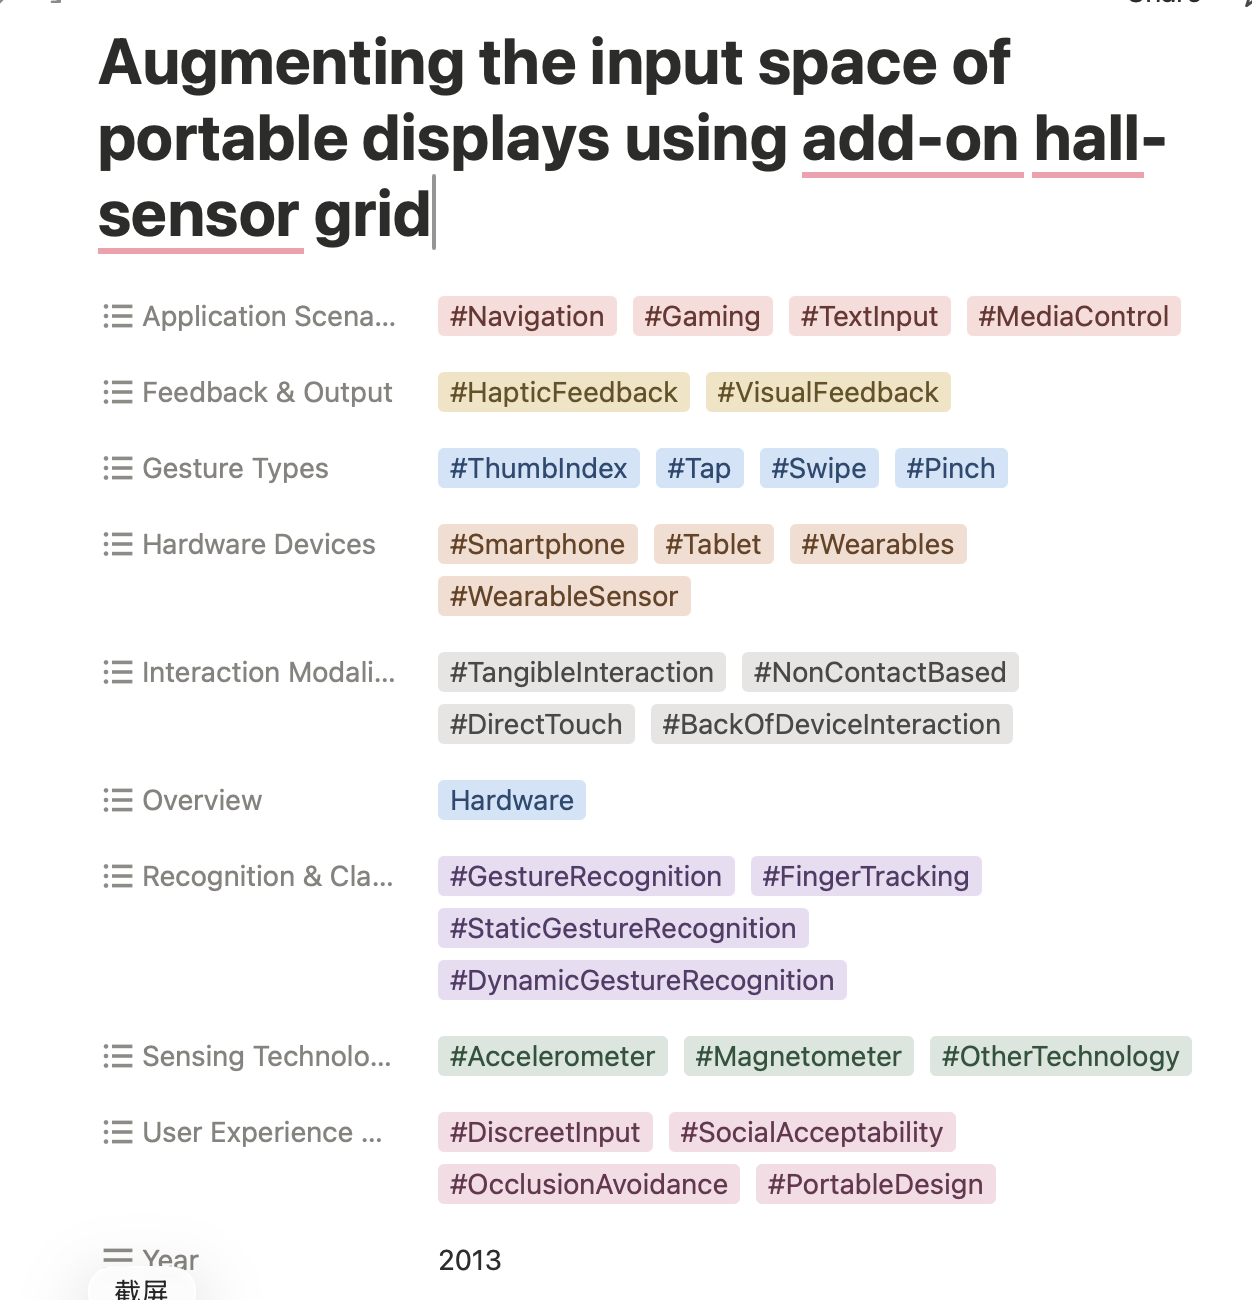 Augmenting the input space of
portable displays using add-on hall-
sensor grid
Application Scena... #Navigation #Gaming #TextInput #MediaControl
Feedback & Output #HapticFeedback #VisualFeedback
Gesture Types #ThumbIndex #Tap #Swipe #Pinch
Hardware Devices #Smartphone #Tablet #Wearables
#WearableSensor
Interaction Modali... #TangibleInteraction #NonContactBased
#DirectTouch #BackOfDeviceInteraction
Overview Hardware
Recognition & Cla... #GestureRecognition #FingerTracking
#StaticGestureRecognition
#DynamicGestureRecognition
Sensing Technolo... #Accelerometer #Magnetometer #OtherTechnology
User Experience ... #DiscreetInput #SocialAcceptability
#OcclusionAvoidance #PortableDesign
Year 2013
截屏